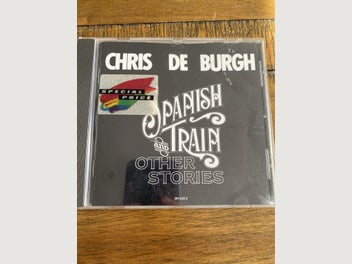 CHRIS DE BURGH
SPECIAL
PRICE
SPANISH
and
TRAIN
OTHER
STORIES